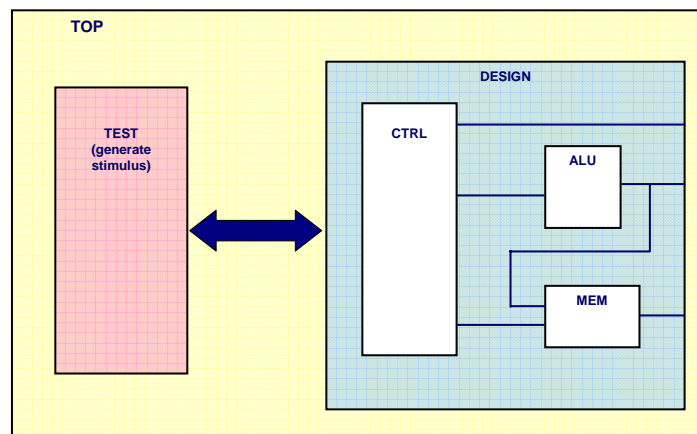 TOP
TEST
(generate
stimulus)
DESIGN
CTRL
ALU
MEM